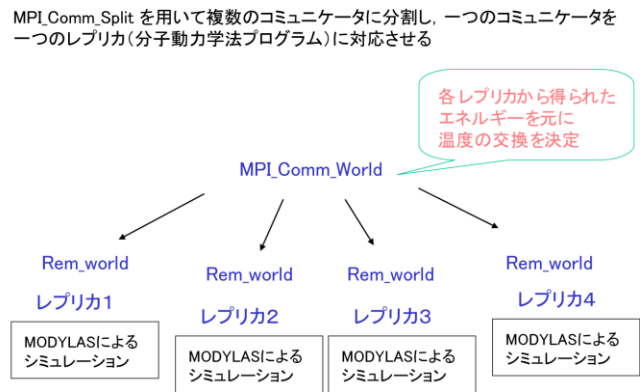 MPI_Comm_Split を用いて複数のコミュニケータに分割し, 一つのコミュニケータを
一つのレプリカ(分子動力学法プログラム)に対応させる
各レプリカから得られた
エネルギーを元に
温度の交換を決定
MPI_Comm_World
Rem_world
Rem_world
Rem_world
Rem_world
レプリカ1
レプリカ2
レプリカ3
レプリカ4
MODYLASによる
シミュレーション
MODYLASによる
シミュレーション
MODYLASによる
シミュレーション
MODYLASによる
シミュレーション